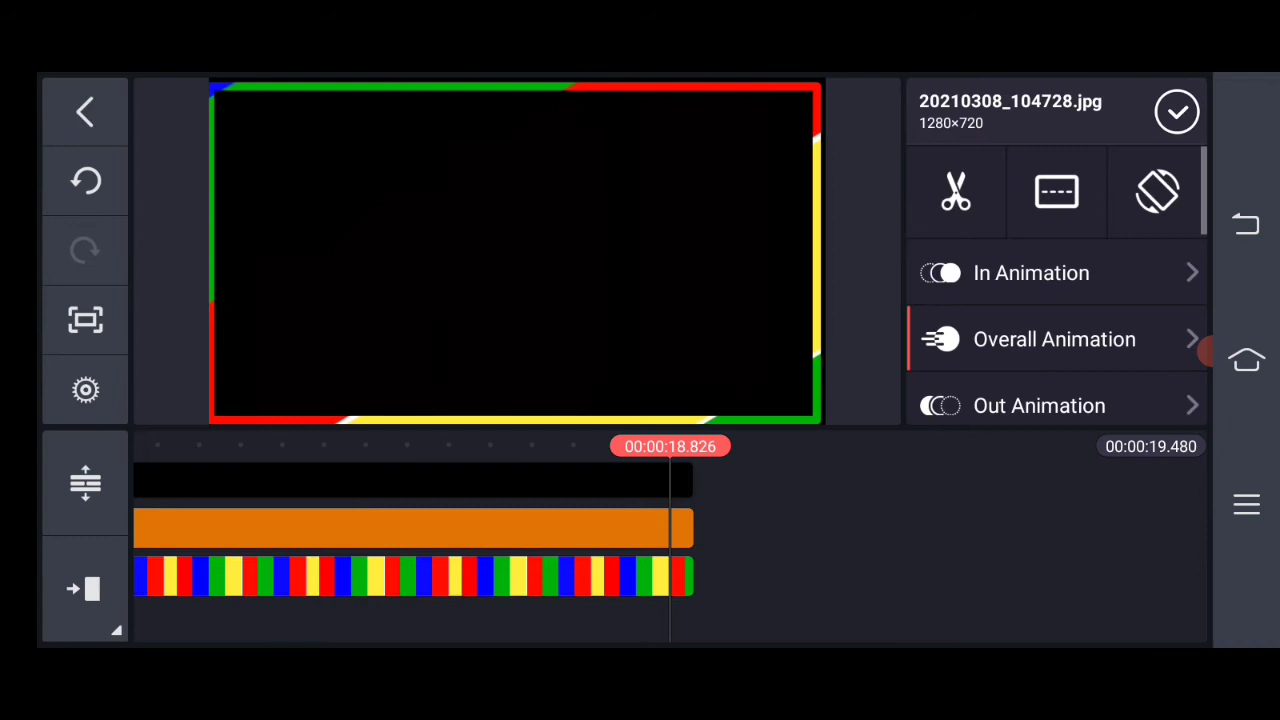 20210308_104728.jpg
1280×720
In Animation
Overall Animation
Out Animation
00:00:18.826
00:00:19.480